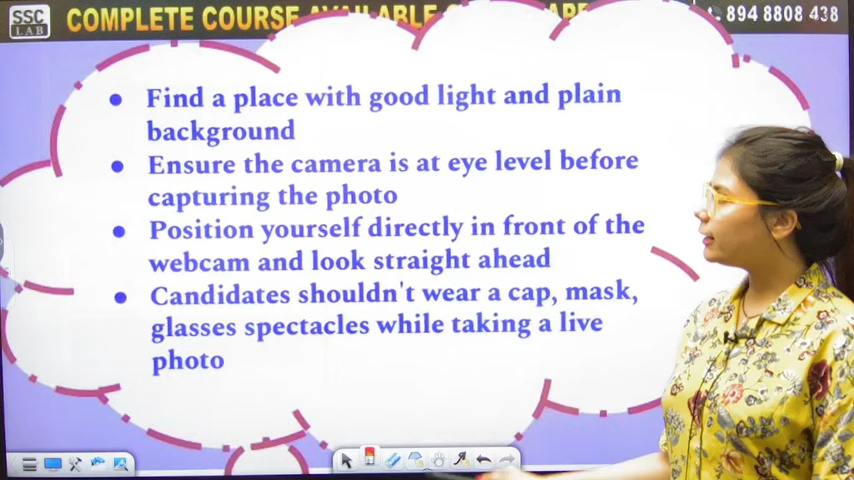 SSC
LAB
COMPLETE COURSE AVAILABLE
894 8808 438
● Find a place with good light and plain
background
● Ensure the camera is at eye level before
capturing the photo
● Position yourself directly in front of the
webcam and look straight ahead
● Candidates shouldn't wear a cap, mask,
glasses spectacles while taking a live
photo